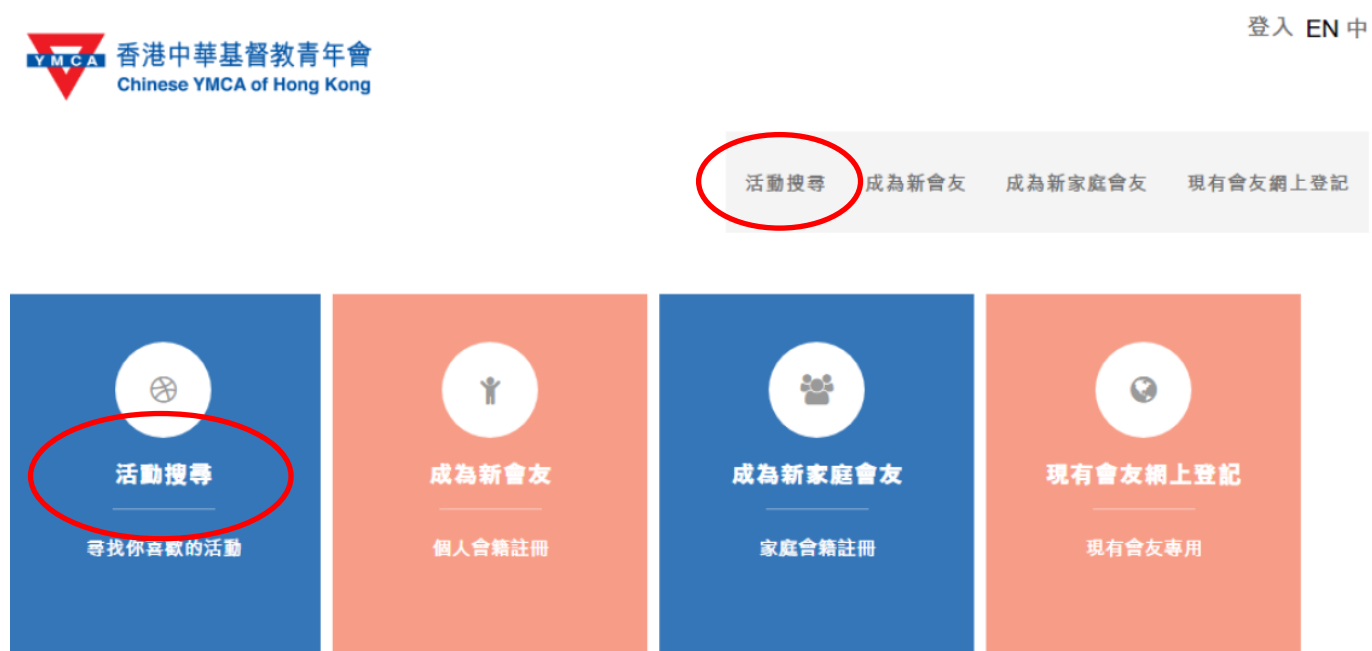 登入 EN 中
YMCA
香港中華基督教青年會
Chinese YMCA of Hong Kong
活動搜尋 成為新會友 成為新家庭會友 現有會友網上登記
活動搜尋
尋找你喜歡的活動
成為新會友
個人會籍註冊
成為新家庭會友
家庭會籍註冊
現有會友網上登記
現有會友專用